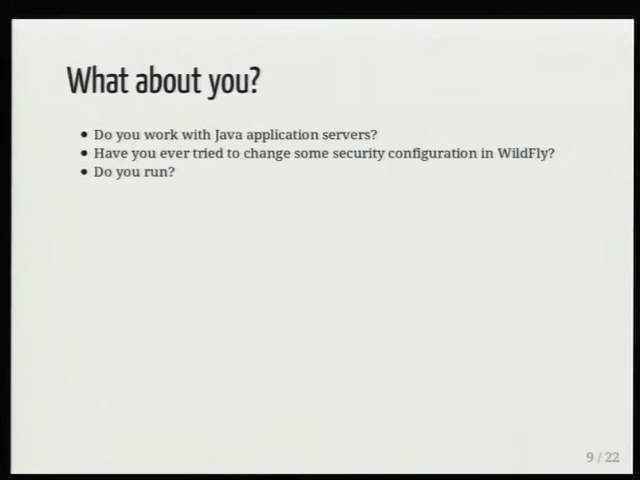 What about you?
Do you work with Java application servers?
Have you ever tried to change some security configuration in WildFly?
Do you run?
9 / 22